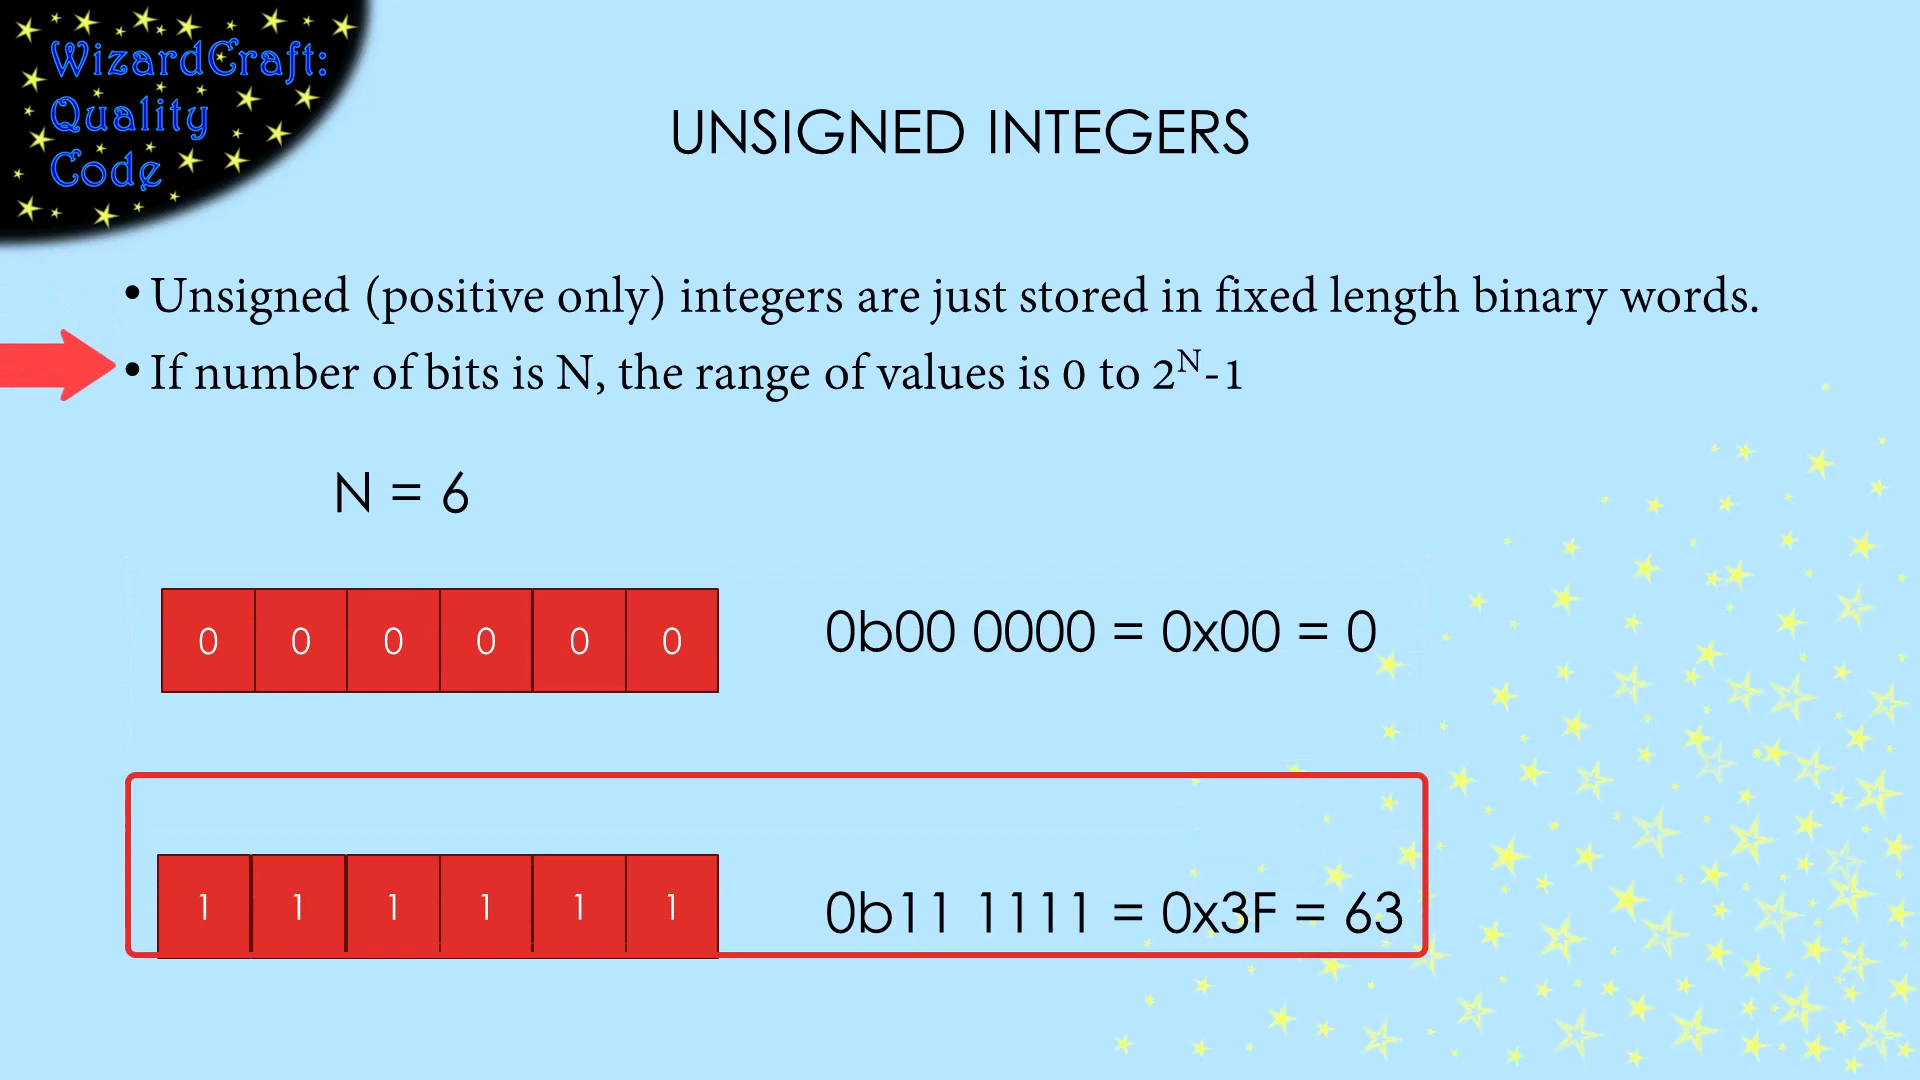 WizardCraft:
Quality
Code
UNSIGNED INTEGERS
• Unsigned (positive only) integers are just stored in fixed length binary words.
• If number of bits is N, the range of values is 0 to 2ᴺ-1
N = 6
0 0 0 0 0 0 0b00 0000 = 0x00 = 0
1 1 1 1 1 1 0b11 1111 = 0x3F = 63